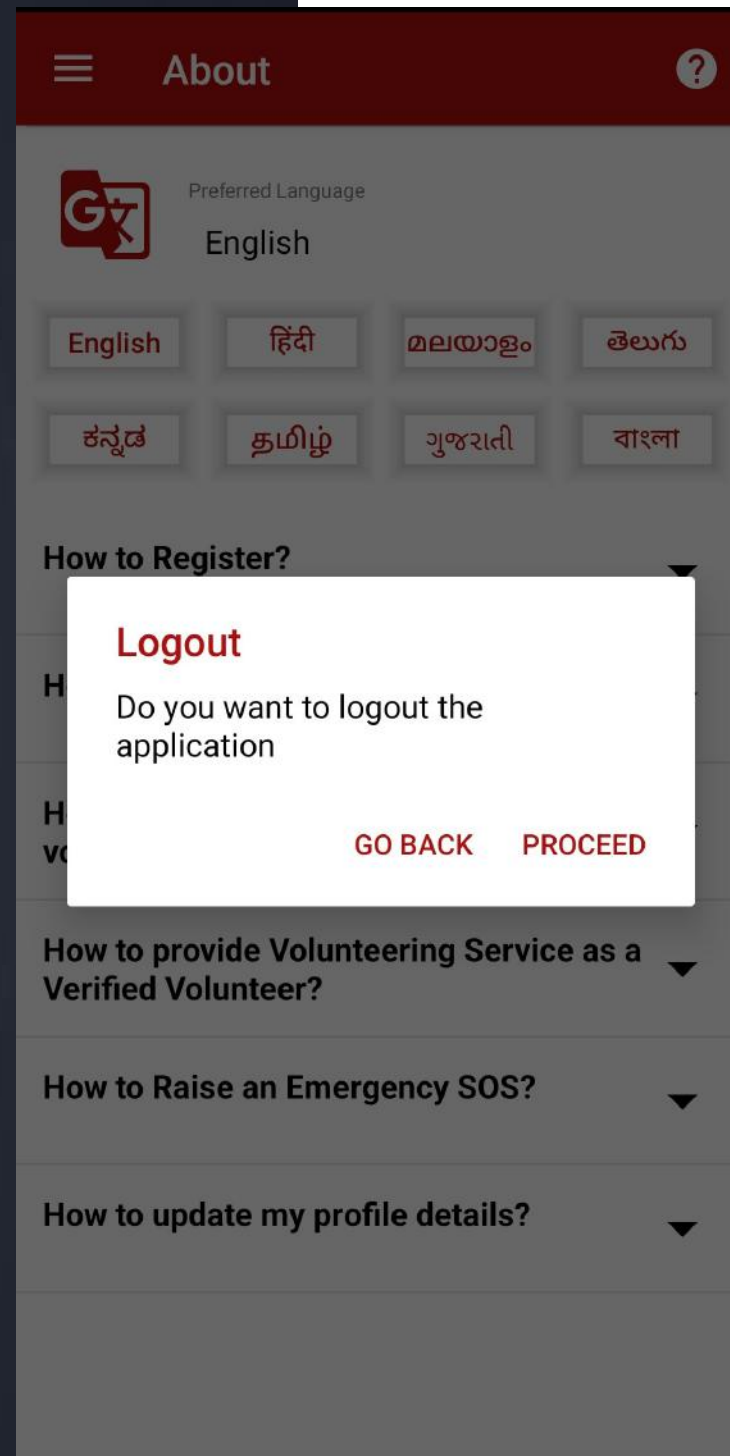 About
Preferred Language
English
English हिंदी മലയാളം తెలుగు
ಕನ್ನಡ தமிழ் ગુજરાતી বাংলা
How to Register?
Logout
Do you want to logout the
application
GO BACK PROCEED
How to provide Volunteering Service as a
Verified Volunteer?
How to Raise an Emergency SOS?
How to update my profile details?